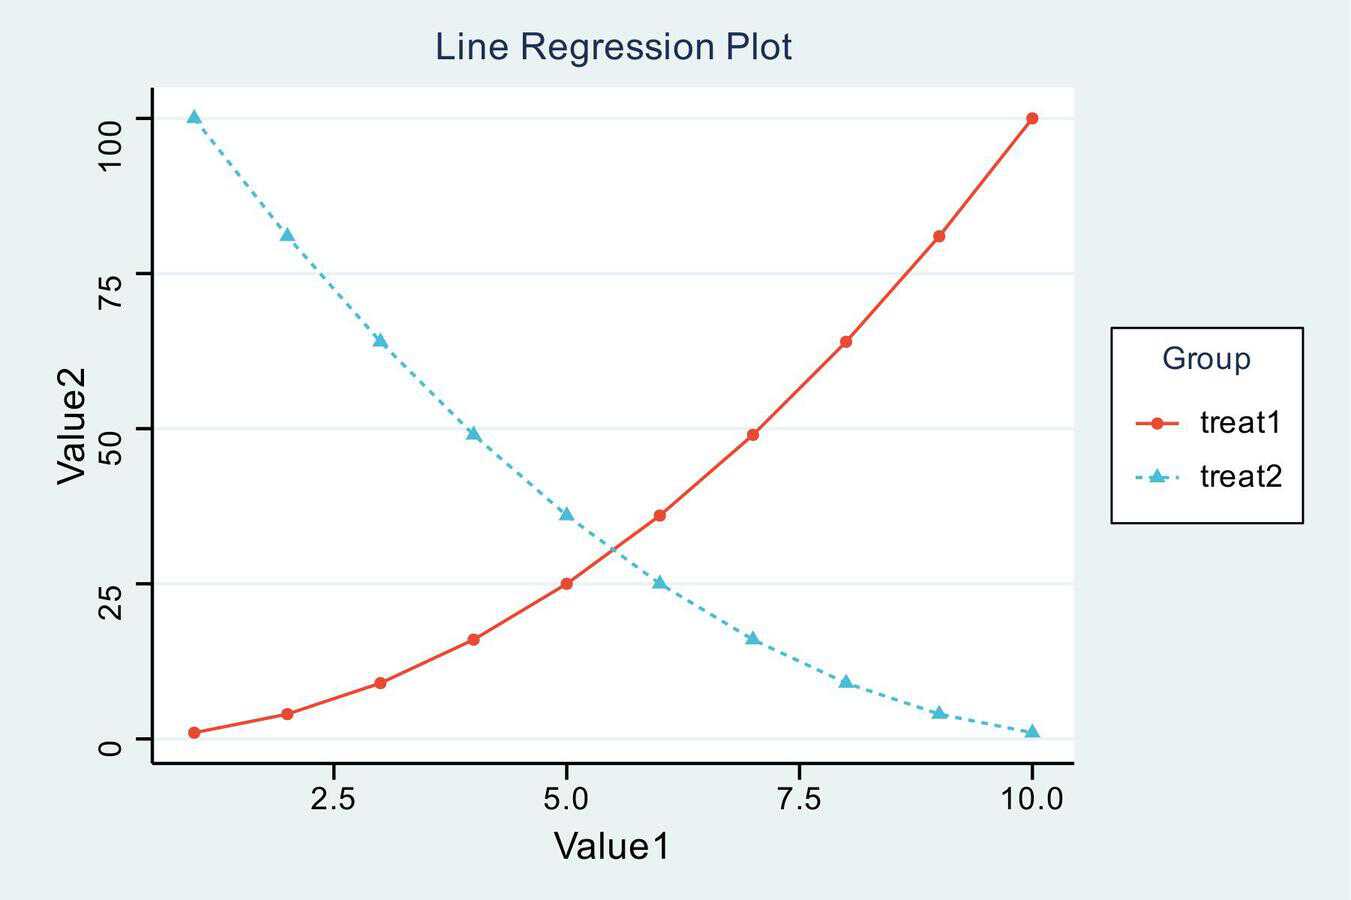 Line Regression Plot
100
75
50
25
0
Value2
2.5 5.0 7.5 10.0
Value1
Group
treat1
treat2